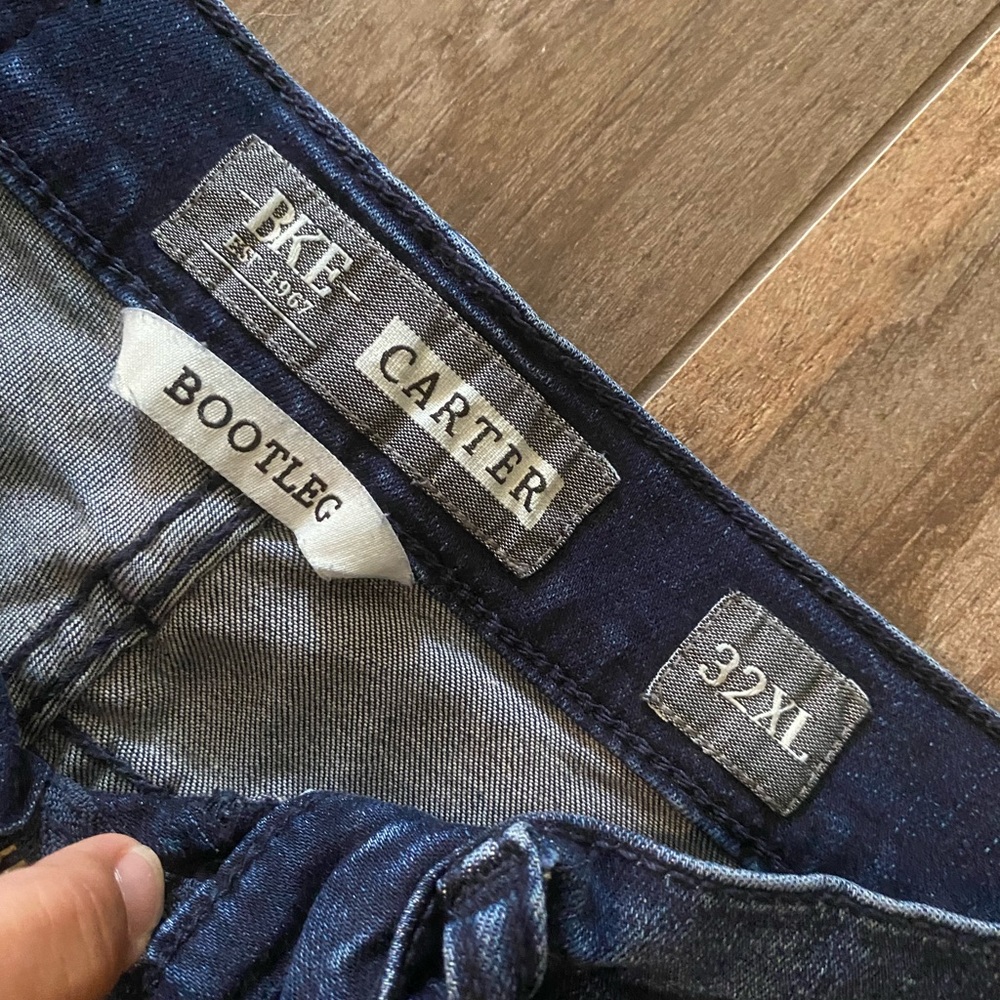 BKE
EST 1967
CARTER
BOOTLEG
32XL